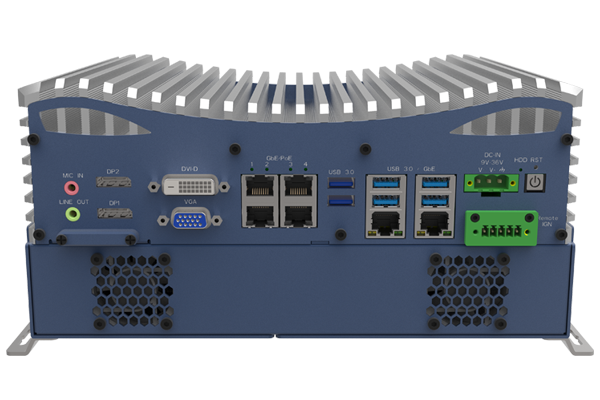 MIC IN
LINE OUT
DP2
DP1
DVI-D
VGA
GbE-PoE
1 2 3 4
USB 3.0
USB 3.0 - GbE
DC-IN
9V 36V
V+ V-
HDD RST
Remote
IGN